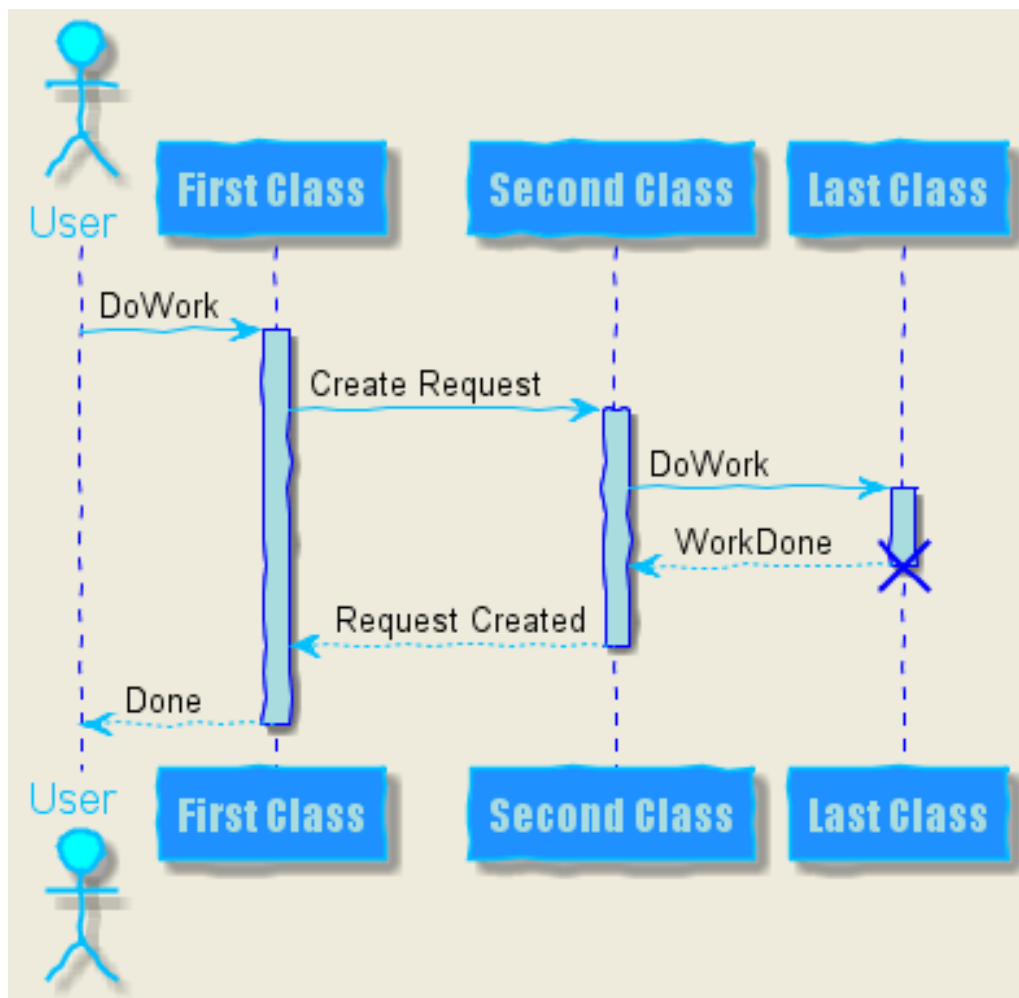 User
First Class
Second Class
Last Class
DoWork
Create Request
DoWork
WorkDone
Request Created
Done
User
First Class
Second Class
Last Class